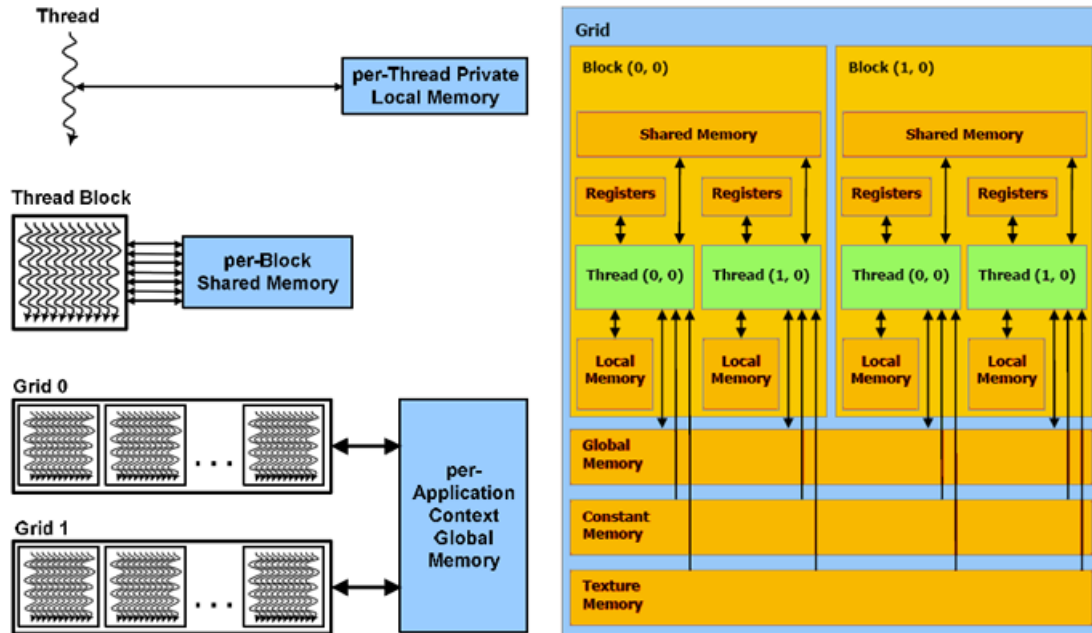 Thread
per-Thread Private
Local Memory
Thread Block
per-Block
Shared Memory
Grid 0
. . .
Grid 1
. . .
per-
Application
Context
Global
Memory
Grid
Block (0, 0)
Shared Memory
Registers
Registers
Thread (0, 0)
Thread (1, 0)
Local
Memory
Local
Memory
Block (1, 0)
Shared Memory
Registers
Registers
Thread (0, 0)
Thread (1, 0)
Local
Memory
Local
Memory
Global
Memory
Constant
Memory
Texture
Memory